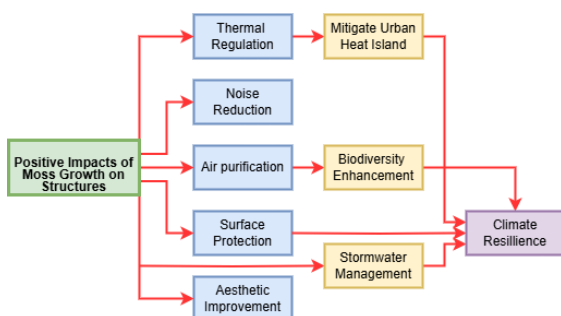 Thermal
Regulation
Mitigate Urban
Heat Island
Noise
Reduction
Positive Impacts of
Moss Growth on
Structures
Air purification
Biodiversity
Enhancement
Surface
Protection
Climate
Resillience
Stormwater
Management
Aesthetic
Improvement